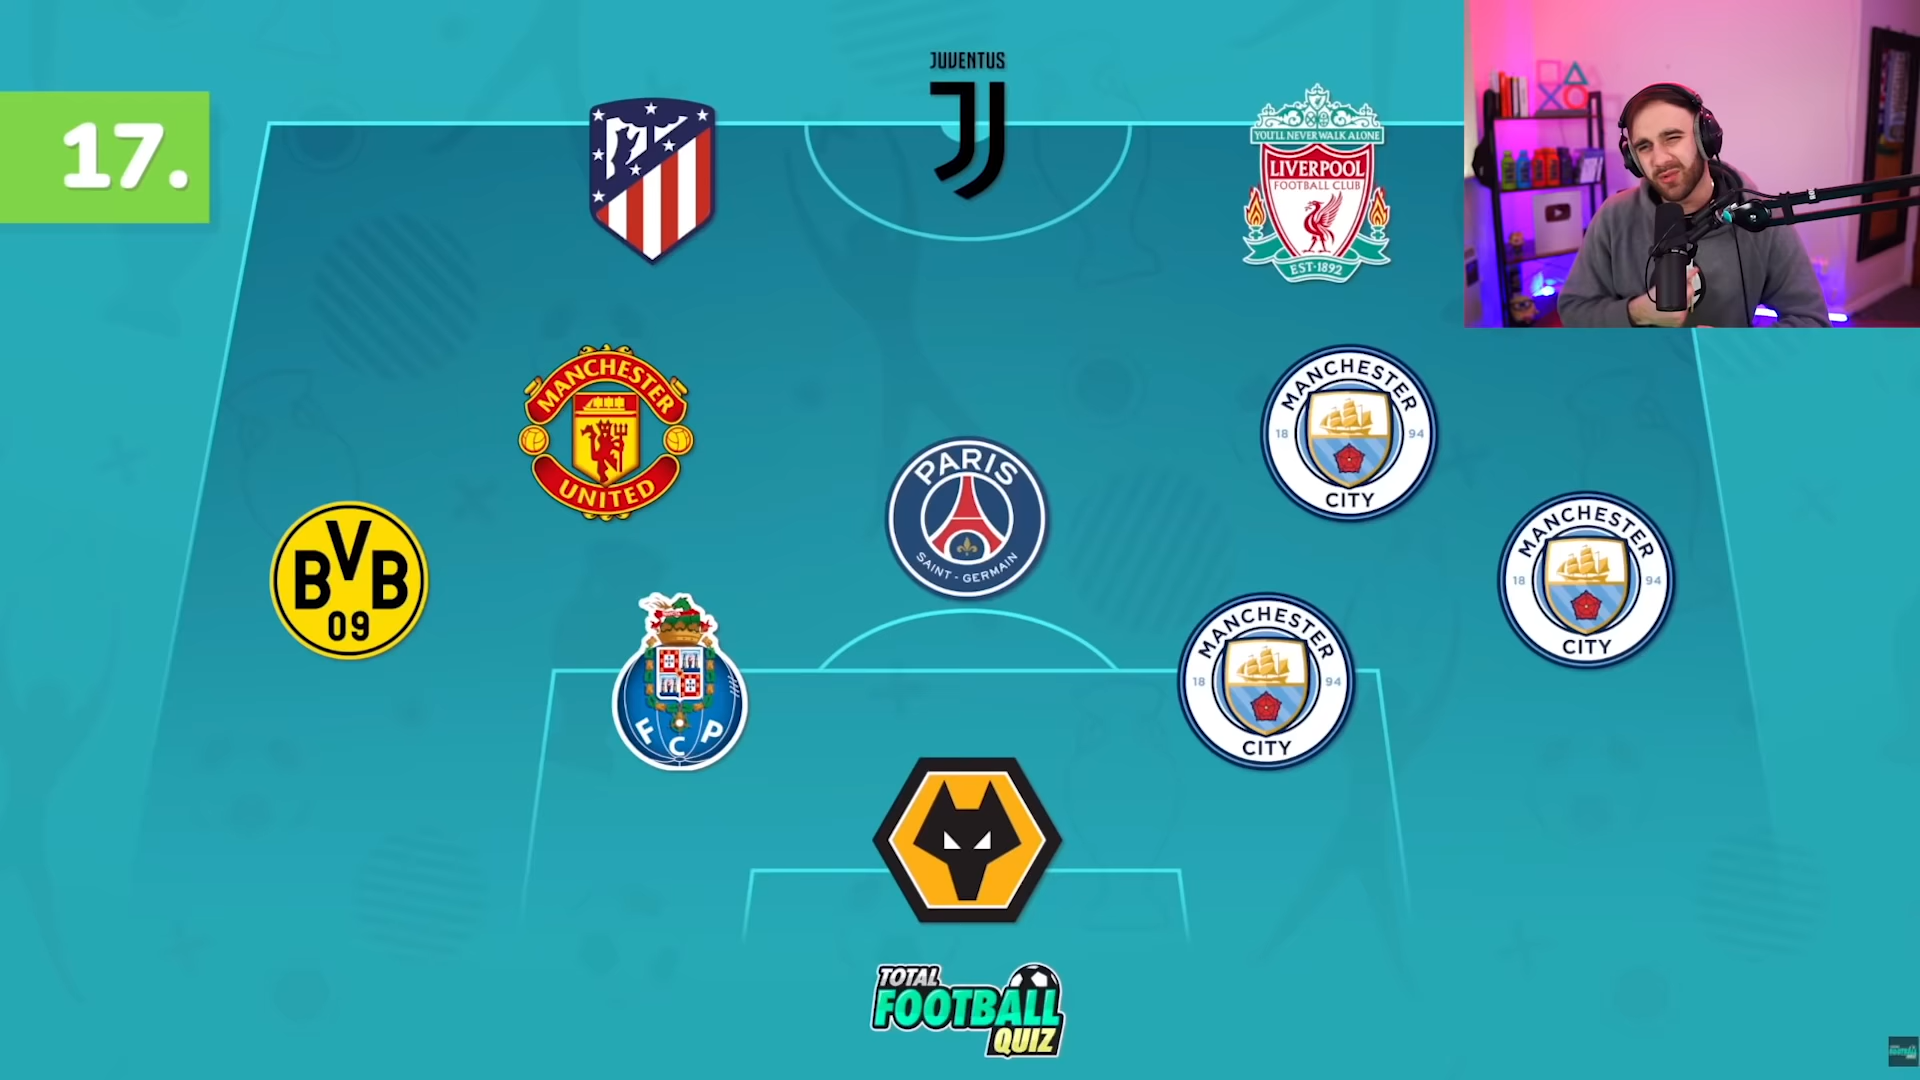 17.
JUVENTUS
YOU'LL NEVER WALK ALONE
LIVERPOOL
FOOTBALL CLUB
EST·1892
MANCHESTER
UNITED
MANCHESTER
18 94
CITY
PARIS
SAINT-GERMAIN
BVB
09
MANCHESTER
18 94
CITY
FCP
MANCHESTER
18 94
CITY
TOTAL
FOOTBALL
QUIZ